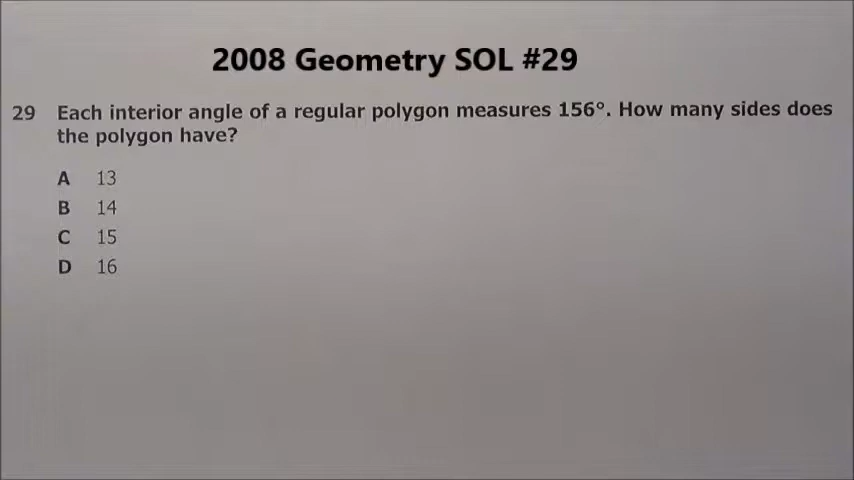 2008 Geometry SOL #29
29 Each interior angle of a regular polygon measures 156°. How many sides does
the polygon have?
A 13
B 14
C 15
D 16